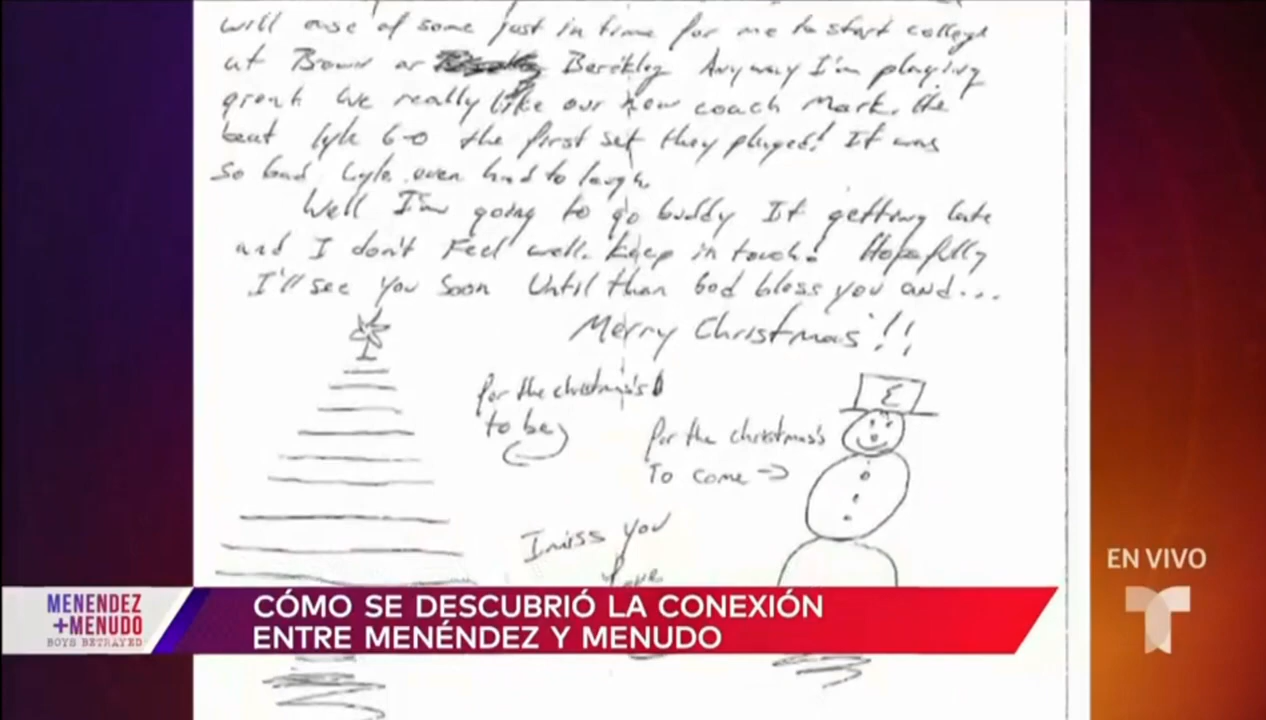 will ease of some just in time for me to start college
at Brown or Berékley Anyway I'm playing
great We really like our new coach Mark. He
beat lyle 6-0 the first set they played! It was
so bad Lyle even had to laugh.
Well I'm going to go buddy It getting late
and I don't Feel well. Keep in touch! Hopefully
I'll see you Soon Until than God bless you and...
Merry Christmas!!
E
for the christmas's
to be
for the christmas's
To come →
I miss you
EN VIVO
T
MENENDEZ
+MENUDO
BOYS BETRAYED
CÓMO SE DESCUBRIÓ LA CONEXIÓN
ENTRE MENÉNDEZ Y MENUDO